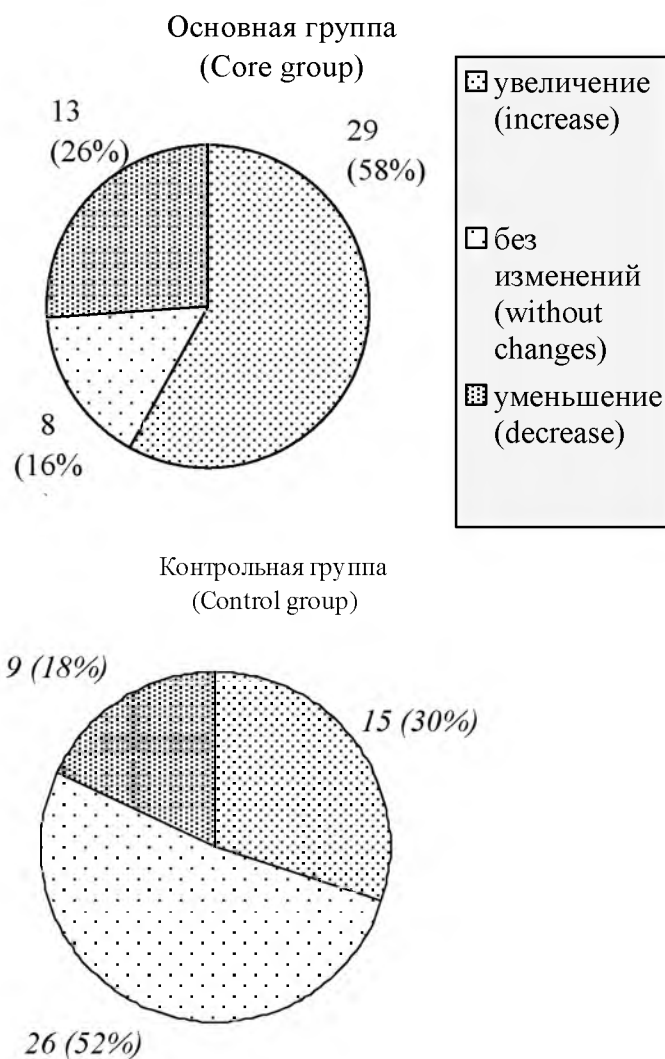 Основная группа
(Core group)
13
(26%)
29
(58%)
8
(16%
увеличение
(increase)
без
изменений
(without
changes)
уменьшение
(decrease)
Контрольная группа
(Control group)
9 (18%)
15 (30%)
26 (52%)